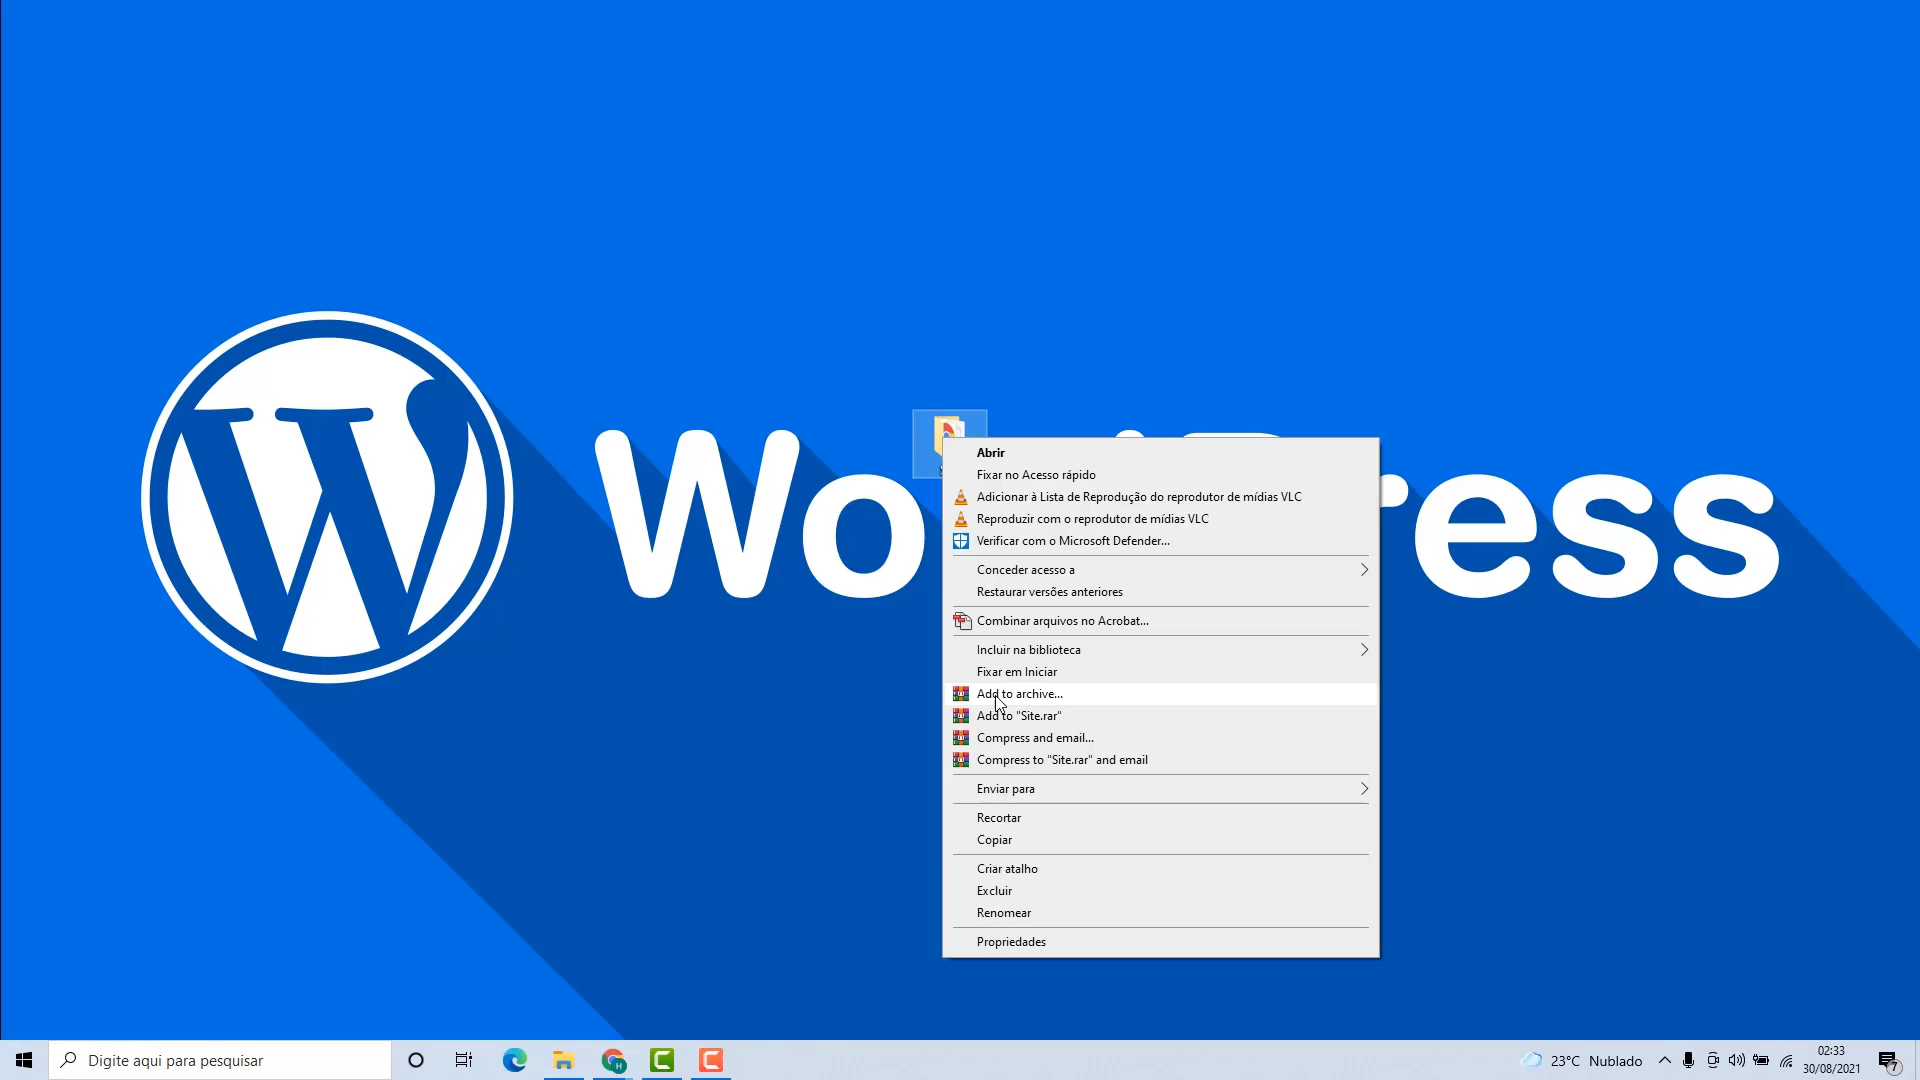 Wo
ress
Abrir
Fixar no Acesso rápido
Adicionar à Lista de Reprodução do reprodutor de mídias VLC
Reproduzir com o reprodutor de mídias VLC
Verificar com o Microsoft Defender...
Conceder acesso a
Restaurar versões anteriores
Combinar arquivos no Acrobat...
Incluir na biblioteca
Fixar em Iniciar
Add to archive...
Add to "Site.rar"
Compress and email...
Compress to "Site.rar" and email
Enviar para
Recortar
Copiar
Criar atalho
Excluir
Renomear
Propriedades
Digite aqui para pesquisar
23°C Nublado
02:33
30/08/2021
7